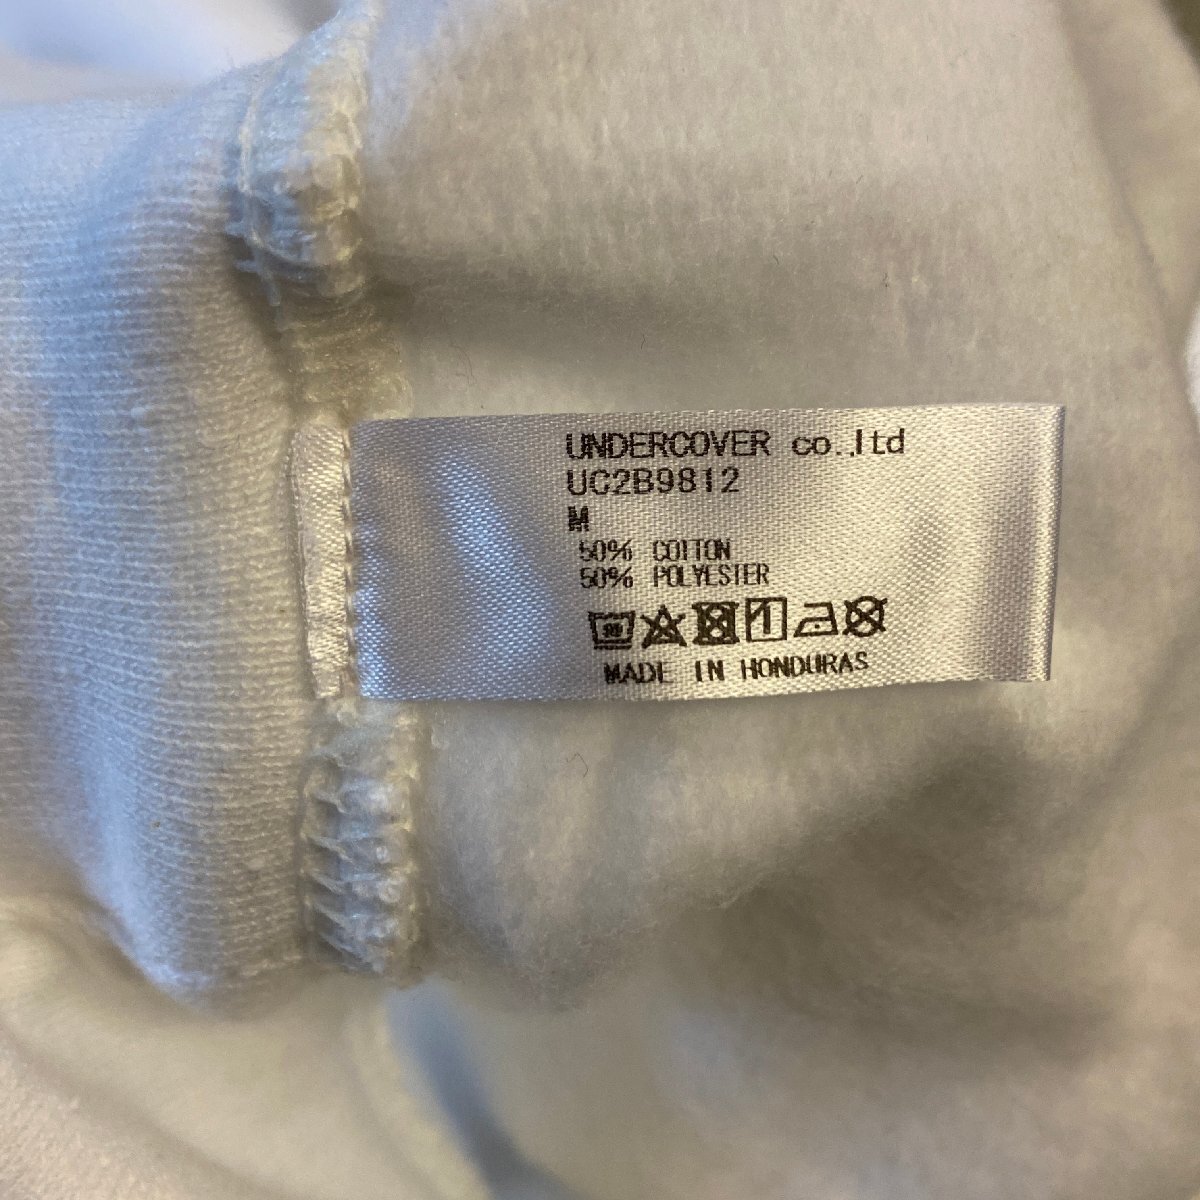 UNDERCOVER co.,ltd
UC2B9812
M
50% COTTON
50% POLYESTER
MADE IN HONDURAS